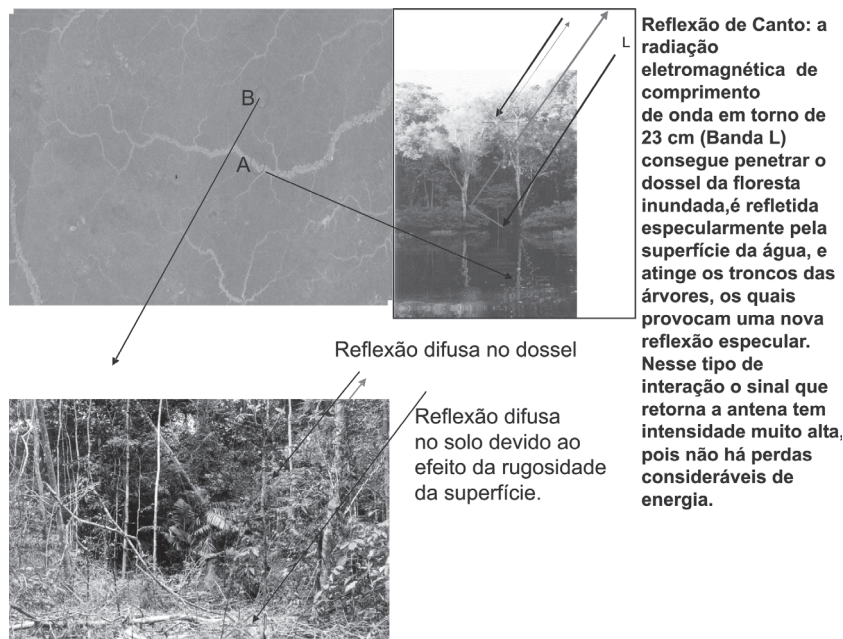 B
A
L
Reflexão de Canto: a
radiação
eletromagnética de
comprimento
de onda em torno de
23 cm (Banda L)
consegue penetrar o
dossel da floresta
inundada,é refletida
especularmente pela
superfície da água, e
atinge os troncos das
árvores, os quais
provocam uma nova
reflexão especular.
Nesse tipo de
interação o sinal que
retorna a antena tem
intensidade muito alta,
pois não há perdas
consideráveis de
energia.
Reflexão difusa no dossel
Reflexão difusa
no solo devido ao
efeito da rugosidade
da superfície.